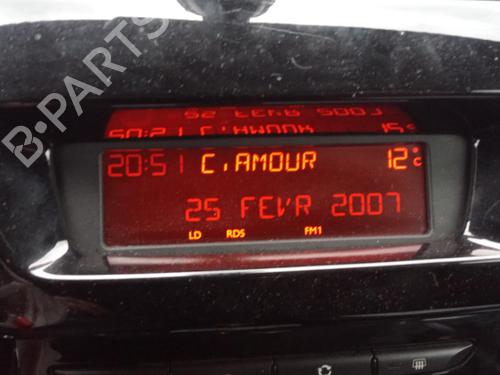 B-PARTS
20:51 C,AMOUR 12°C
25 FEVR 2007
LD RDS FM1